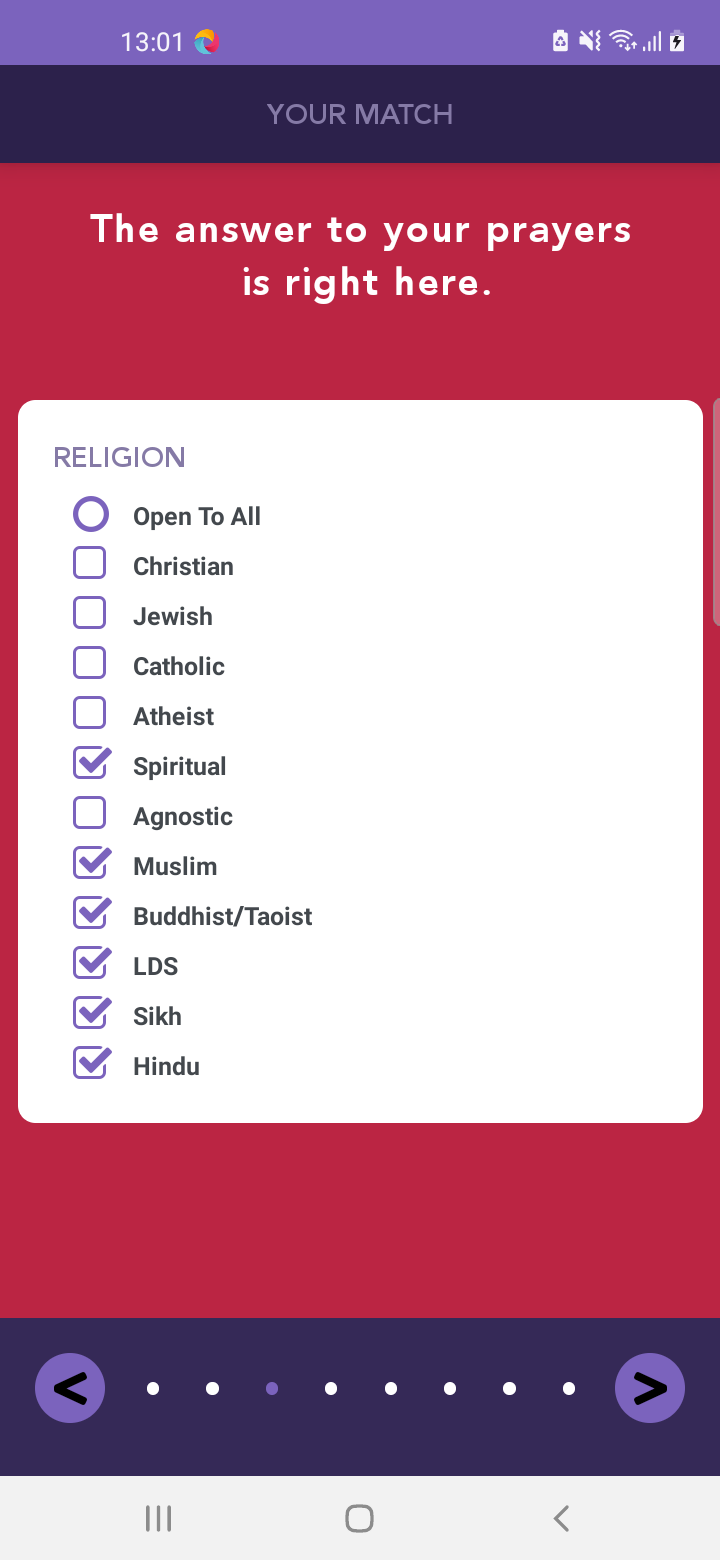 13:01
YOUR MATCH
The answer to your prayers
is right here.
RELIGION
Open To All
Christian
Jewish
Catholic
Atheist
Spiritual
Agnostic
Muslim
Buddhist/Taoist
LDS
Sikh
Hindu